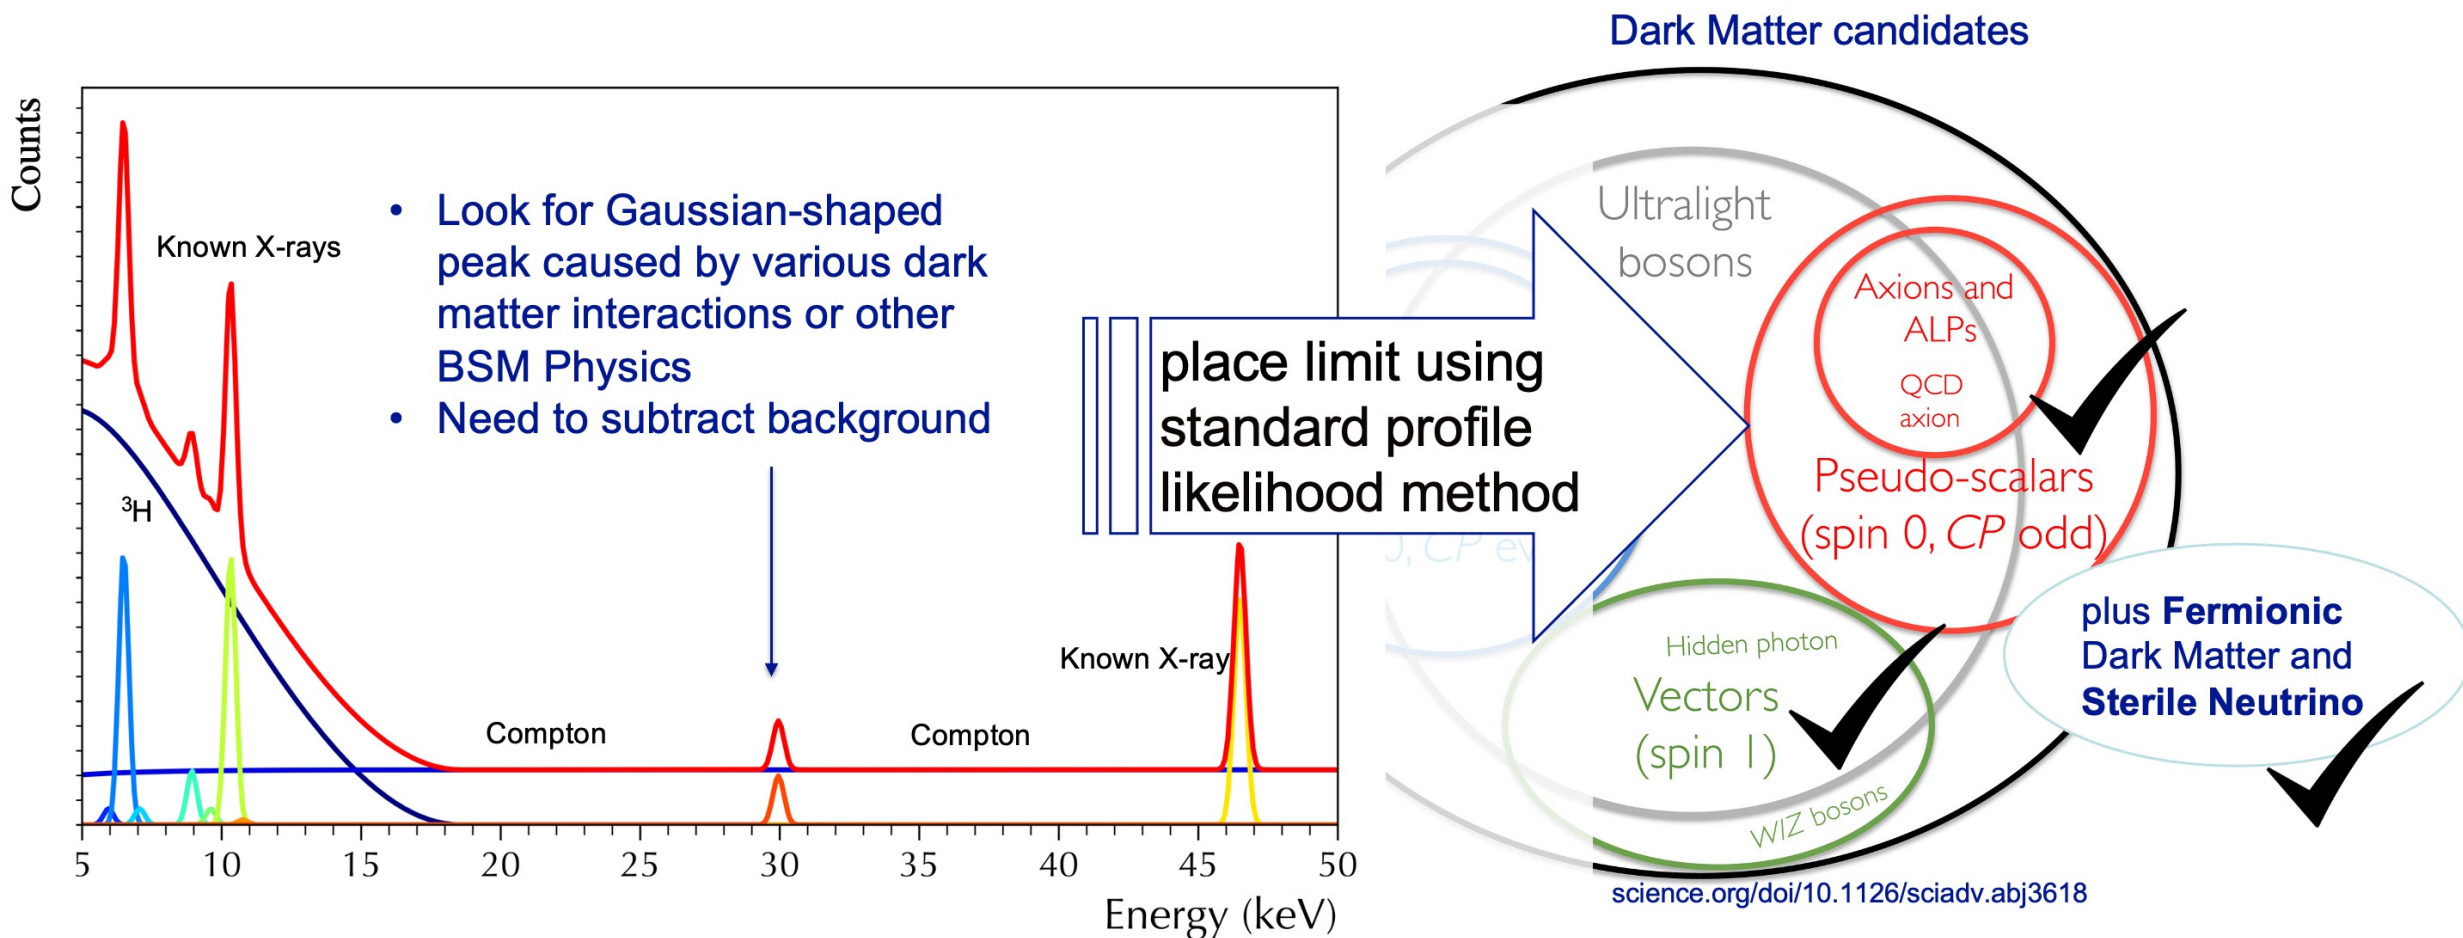 Dark Matter candidates
Counts
Known X-rays
• Look for Gaussian-shaped
peak caused by various dark
matter interactions or other
BSM Physics
• Need to subtract background
³H
Compton
Compton
Known X-ray
5 10 15 20 25 30 35 40 45 50
Energy (keV)
place limit using
standard profile
likelihood method
Ultralight
bosons
Axions and
ALPs
QCD
axion
Pseudo-scalars
(spin 0, CP odd)
, CP ev
Hidden photon
Vectors
(spin 1)
WIZ bosons
plus Fermionic
Dark Matter and
Sterile Neutrino
science.org/doi/10.1126/sciadv.abj3618